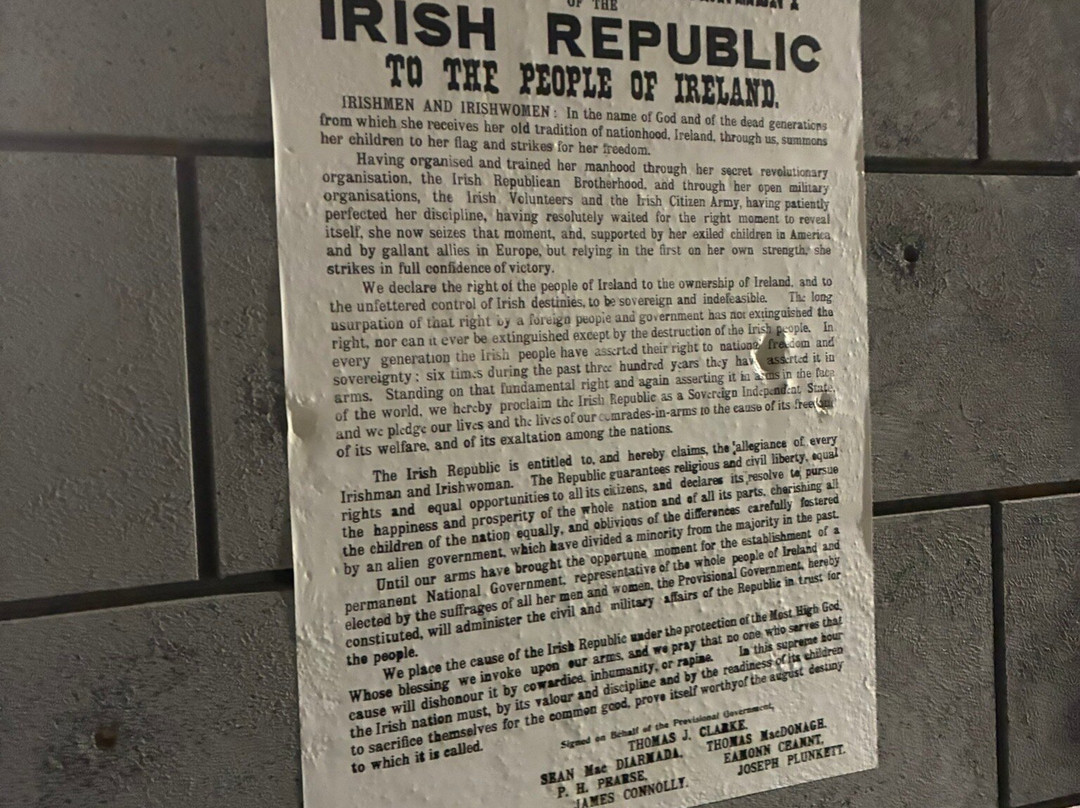 OF THE
IRISH REPUBLIC
TO THE PEOPLE OF IRELAND.
IRISHMEN AND IRISHWOMEN: In the name of God and of the dead generations
from which she receives her old tradition of nationhood, Ireland, through us, summons
her children to her flag and strikes for her freedom.
Having organised and trained her manhood through her secret revolutionary
organisation, the Irish Republican Brotherhood, and through her open military
organisations, the Irish Volunteers and the Irish Citizen Army, having patiently
perfected her discipline, having resolutely waited for the right moment to reveal
itself, she now seizes that moment, and, supported by her exiled children in America
and by gallant allies in Europe, but relying in the first on her own strength, she
strikes in full confidence of victory.
We declare the right of the people of Ireland to the ownership of Ireland, and to
the unfettered control of Irish destinies, to be sovereign and indefeasible. The long
usurpation of that right by a foreign people and government has not extinguished the
right, nor can it ever be extinguished except by the destruction of the Irish people. In
every generation the Irish people have asserted their right to national freedom and
sovereignty; six times during the past three hundred years they have asserted it in
arms. Standing on that fundamental right and again asserting it in arms in the face
of the world, we hereby proclaim the Irish Republic as a Sovereign Independent State,
and we pledge our lives and the lives of our comrades-in-arms to the cause of its freedom
of its welfare, and of its exaltation among the nations.
The Irish Republic is entitled to, and hereby claims, the allegiance of every
Irishman and Irishwoman. The Republic guarantees religious and civil liberty, equal
rights and equal opportunities to all its citizens, and declares its resolve to pursue
the happiness and prosperity of the whole nation and of all its parts, cherishing all
the children of the nation equally, and oblivious of the differences carefully fostered
by an alien government, which have divided a minority from the majority in the past.
Until our arms have brought the opportune moment for the establishment of a
permanent National Government, representative of the whole people of Ireland and
elected by the suffrages of all her men and women, the Provisional Government, hereby
constituted, will administer the civil and military affairs of the Republic in trust for
the people.
We place the cause of the Irish Republic under the protection of the Most High God,
Whose blessing we invoke upon our arms, and we pray that no one who serves that
cause will dishonour it by cowardice, inhumanity, or rapine. In this supreme hour
the Irish nation must, by its valour and discipline and by the readiness of its children
to sacrifice themselves for the common good, prove itself worthy of the august destiny
to which it is called.
Signed on Behalf of the Provisional Government,
THOMAS J. CLARKE,
SEAN Mac DIARMADA, THOMAS MacDONAGH,
P. H. PEARSE, EAMONN CEANNT,
JAMES CONNOLLY. JOSEPH PLUNKETT.